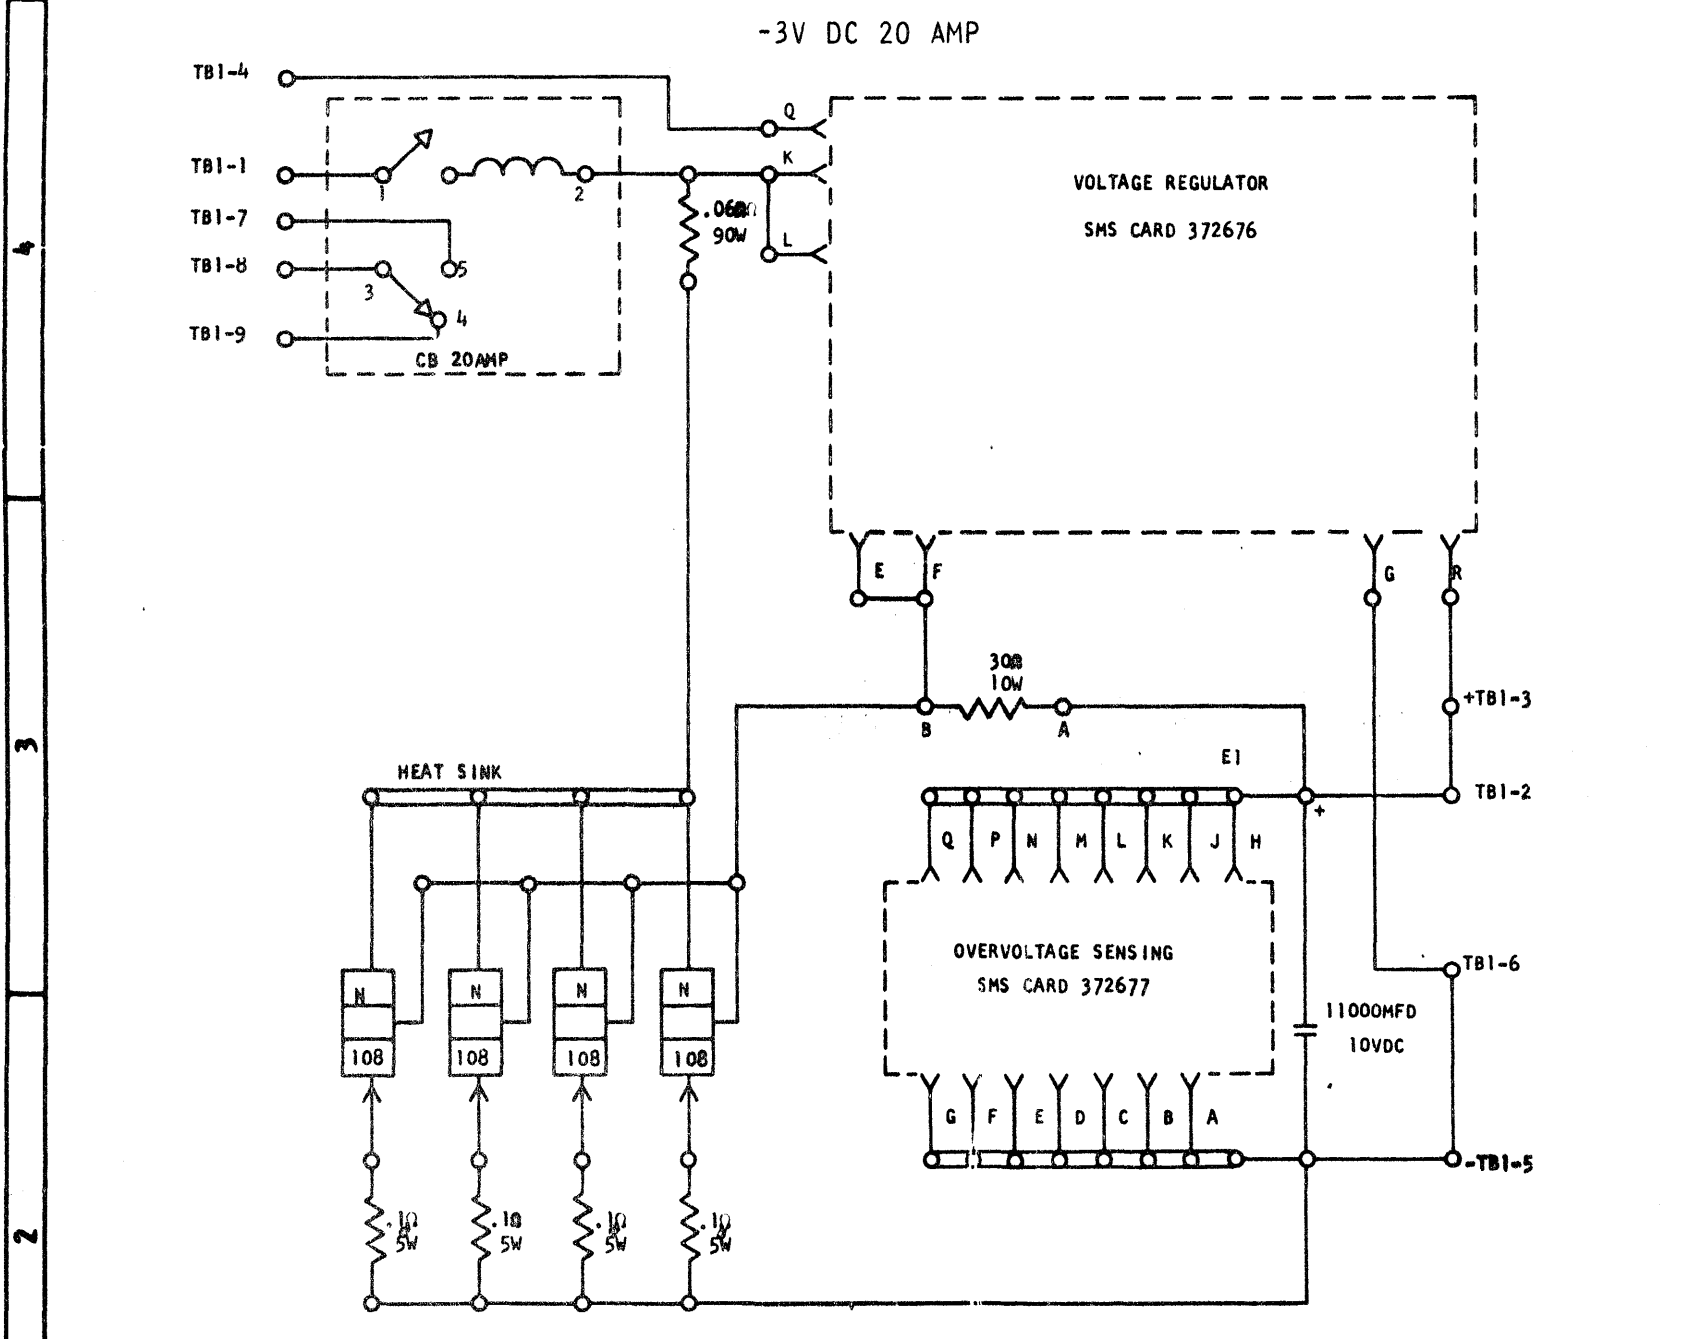 -3V DC 20 AMP
TB1-4
Q
TB1-1
K
1
2
VOLTAGE REGULATOR
SMS CARD 372676
90W
TB1-7
L
TB1-8
5
3
4
TB1-9
CB 20AMP
4
E
F
G
R
30Ω
10W
+TB1-3
B
A
E1
3
HEAT SINK
TB1-2
+
Q P N M L K J H
OVERVOLTAGE SENSING
SMS CARD 372677
TB1-6
N N N N
11000MFD
10VDC
108 108 108 108
G F E D C B A
-TB1-5
.1Ω .1Ω .1Ω .1Ω
5W 5W 5W 5W
2